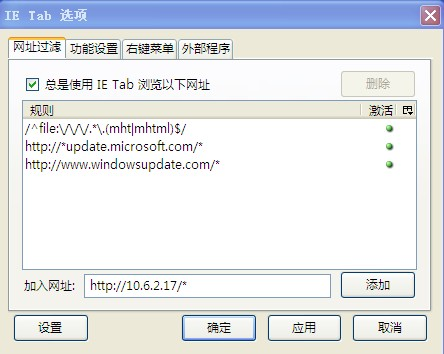 IE Tab 选项
网址过滤 功能设置 右键菜单 外部程序
总是使用 IE Tab 浏览以下网址 删除
规则 激活
/^file:\/\/\/.*\.(mht|mhtml)$/
http://*update.microsoft.com/*
http://www.windowsupdate.com/*
加入网址: http://10.6.2.17/* 添加
设置 确定 应用 取消